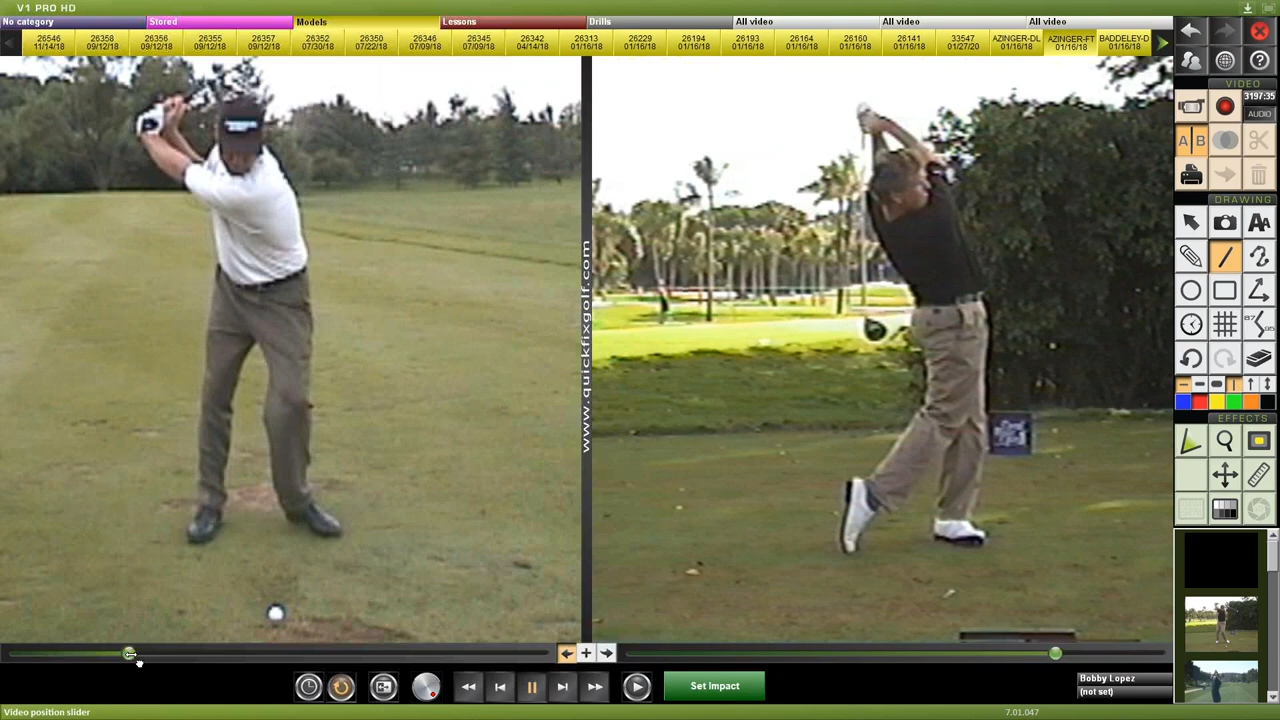 V1 PRO HD
No category
Stored
Models
Lessons
Drills
All video
All video
All video
26546
11/14/18
26358
09/12/18
26356
09/12/18
26355
09/12/18
26357
09/12/18
26352
07/30/18
26350
07/22/18
26346
07/09/18
26345
07/09/18
26342
04/14/18
26313
01/16/18
26229
01/16/18
26194
01/16/18
26193
01/16/18
26164
01/16/18
26160
01/16/18
26141
01/16/18
33547
01/27/20
AZINGER-DL
01/16/18
AZINGER-FT
01/16/18
BADDELEY-D
01/16/18
VIDEO
3197:35
AUDIO
A B
DRAWING
AA
EFFECTS
www.quickfixgolf.com
Set Impact
Bobby Lopez
(not set)
Video position slider
7.01.047